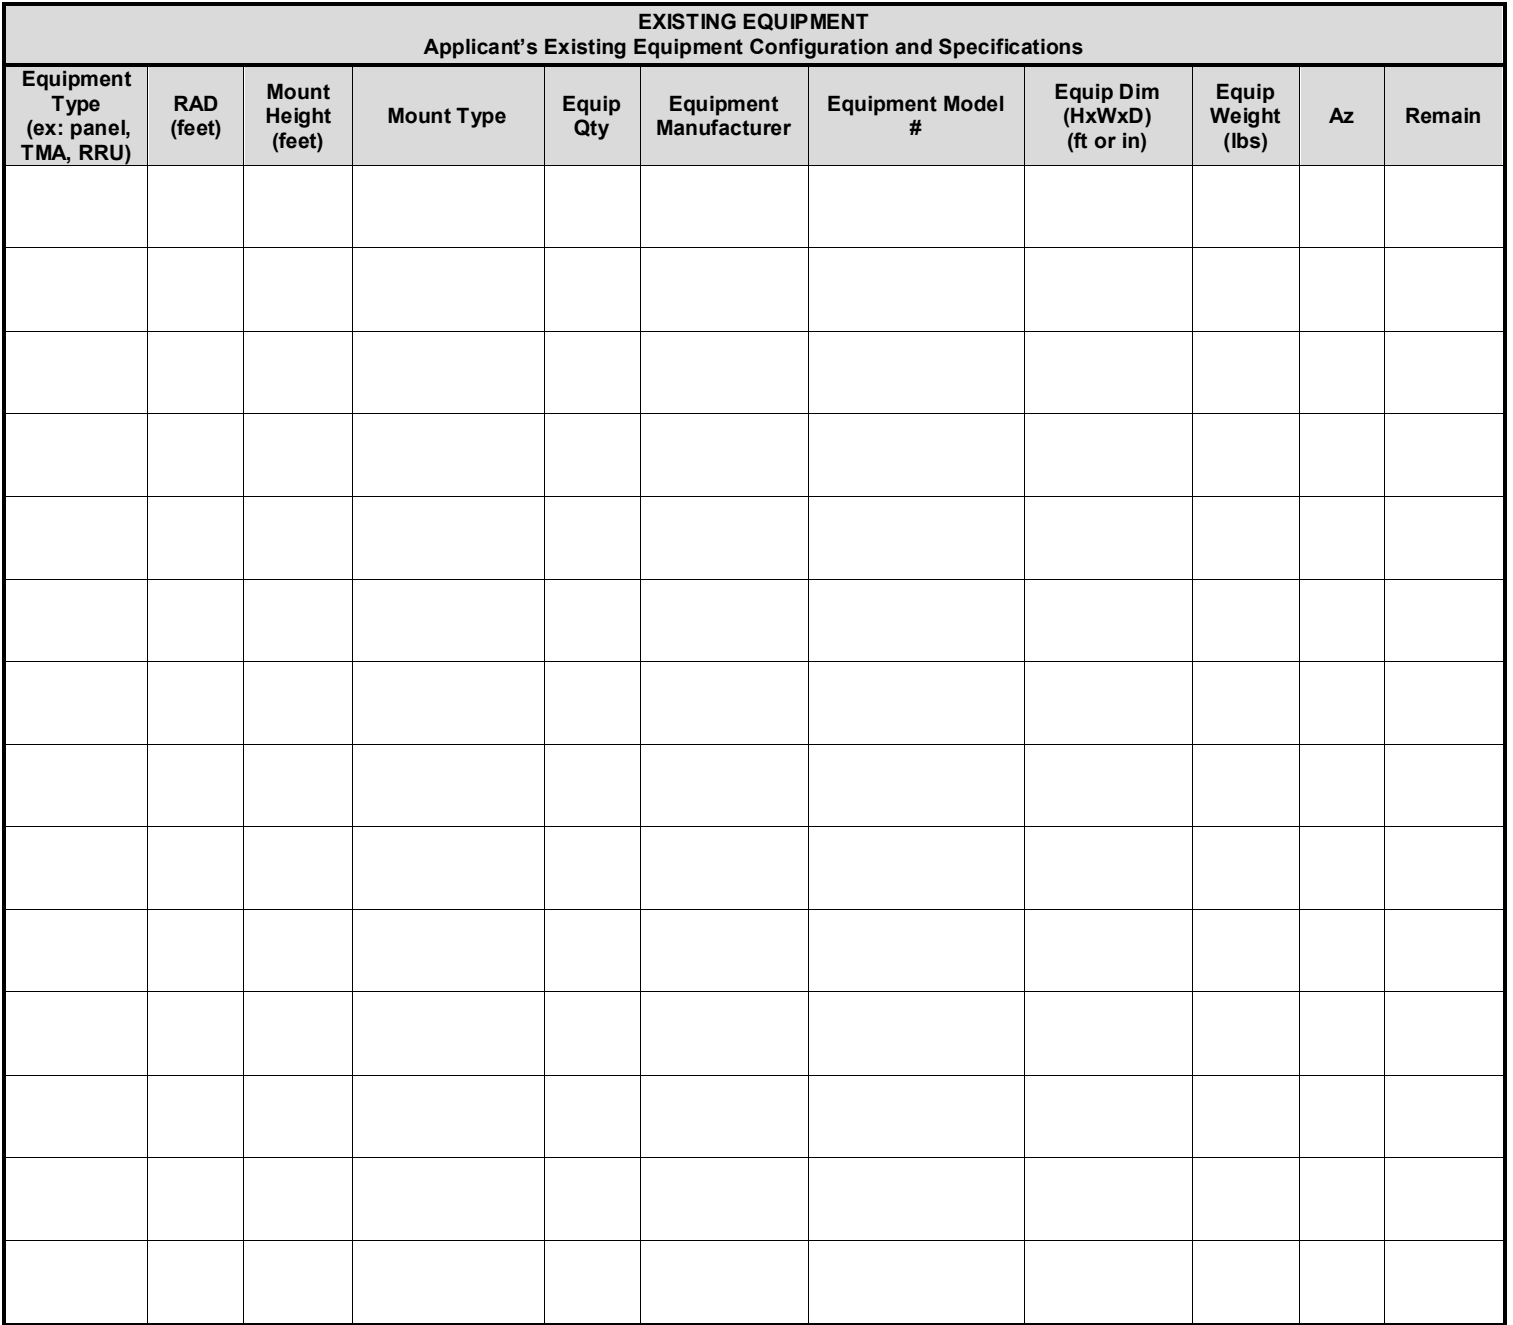 EXISTING EQUIPMENT
Applicant’s Existing Equipment Configuration and Specifications
Equipment
Type
(ex: panel,
TMA, RRU)
RAD
(feet)
Mount
Height
(feet)
Mount Type
Equip
Qty
Equipment
Manufacturer
Equipment Model
#
Equip Dim
(HxWxD)
(ft or in)
Equip
Weight
(lbs)
Az
Remain